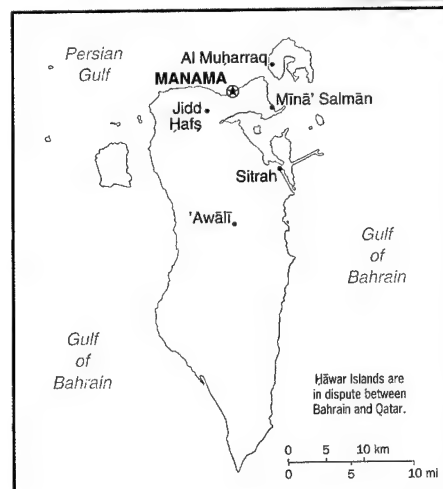 Persian
Gulf
Al Muḥarraq
MANAMA
Mīnā' Salmān
Jidd
Ḥafṣ
Sitrah
'Awālī
Gulf
of
Bahrain
Gulf
of
Bahrain
Ḥāwar Islands are
in dispute between
Bahrain and Qatar.
0 5 10 km
0 5 10 mi